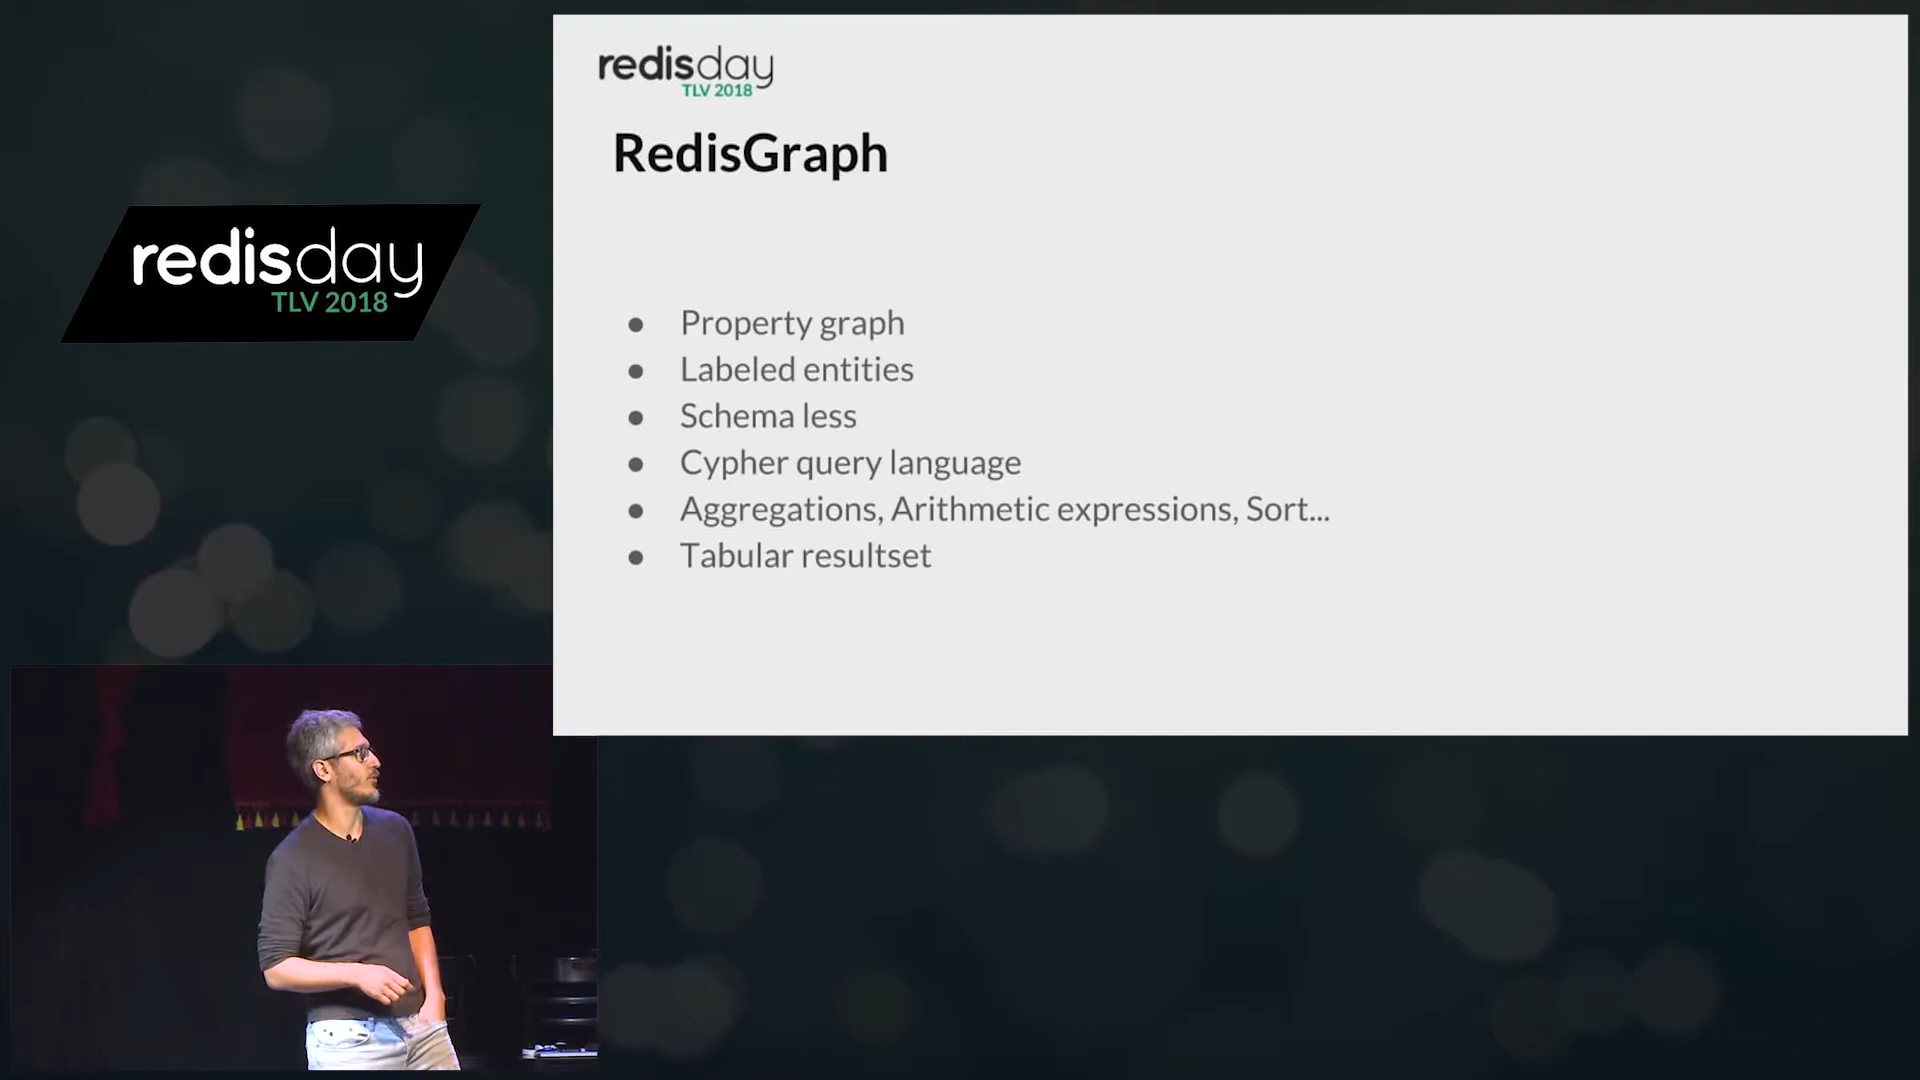 redisday
TLV 2018
redisday
TLV 2018
RedisGraph
● Property graph
● Labeled entities
● Schema less
● Cypher query language
● Aggregations, Arithmetic expressions, Sort...
● Tabular resultset